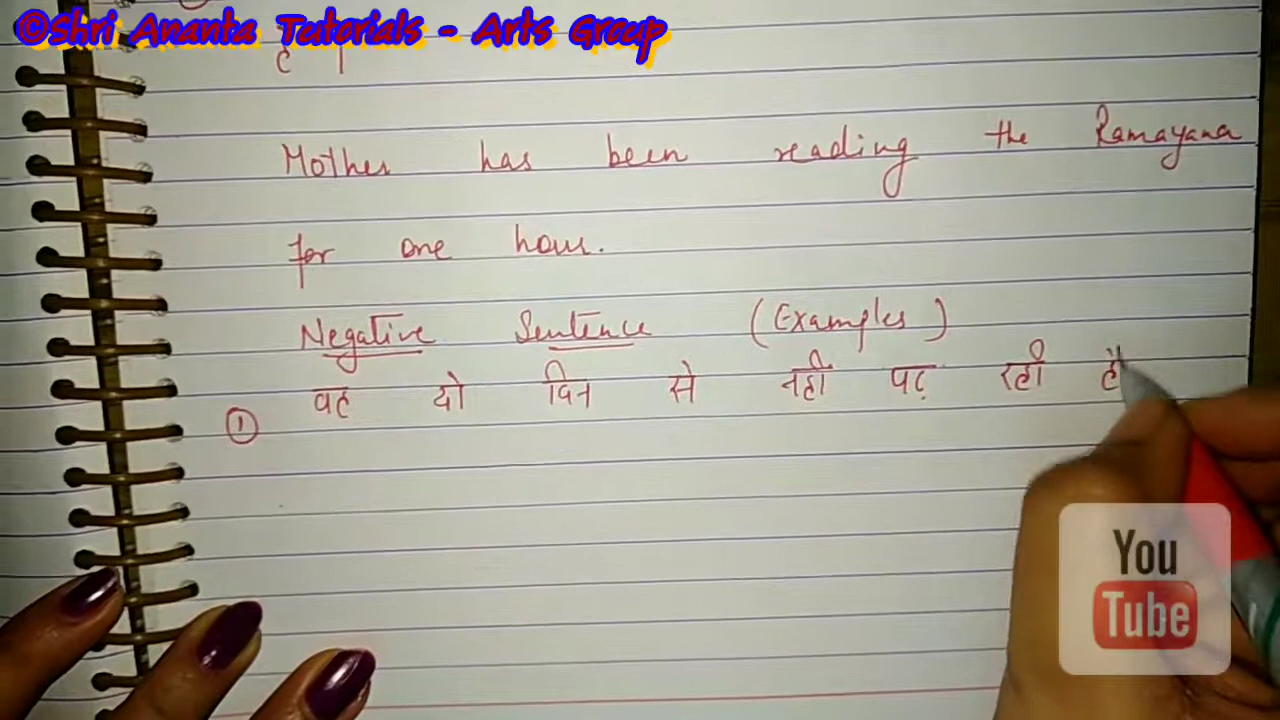 ©Shri Ananta Tutorials - Arts Group
है ।
Mother has been reading the Ramayana
for one hour.
Negative Sentence (Examples)
① वह दो दिन से नहीं पढ़ रही है
You
Tube